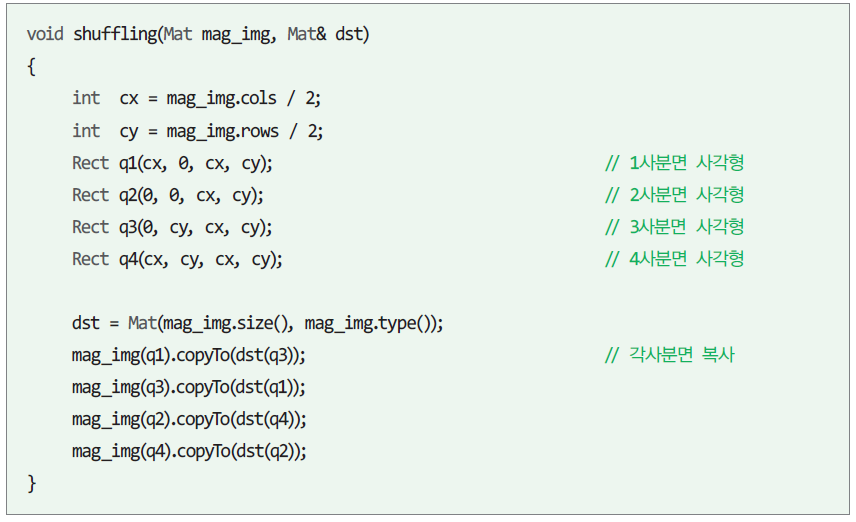 void shuffling(Mat mag_img, Mat& dst)
{
int cx = mag_img.cols / 2;
int cy = mag_img.rows / 2;
Rect q1(cx, 0, cx, cy); // 1사분면 사각형
Rect q2(0, 0, cx, cy); // 2사분면 사각형
Rect q3(0, cy, cx, cy); // 3사분면 사각형
Rect q4(cx, cy, cx, cy); // 4사분면 사각형
dst = Mat(mag_img.size(), mag_img.type());
mag_img(q1).copyTo(dst(q3)); // 각사분면 복사
mag_img(q3).copyTo(dst(q1));
mag_img(q2).copyTo(dst(q4));
mag_img(q4).copyTo(dst(q2));
}